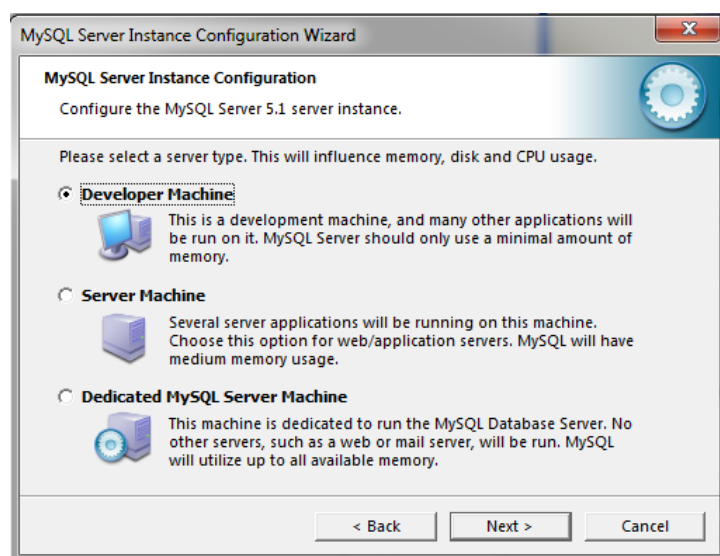 MySQL Server Instance Configuration Wizard
MySQL Server Instance Configuration
Configure the MySQL Server 5.1 server instance.
Please select a server type. This will influence memory, disk and CPU usage.
Developer Machine
This is a development machine, and many other applications will
be run on it. MySQL Server should only use a minimal amount of
memory.
Server Machine
Several server applications will be running on this machine.
Choose this option for web/application servers. MySQL will have
medium memory usage.
Dedicated MySQL Server Machine
This machine is dedicated to run the MySQL Database Server. No
other servers, such as a web or mail server, will be run. MySQL
will utilize up to all available memory.
< Back Next > Cancel